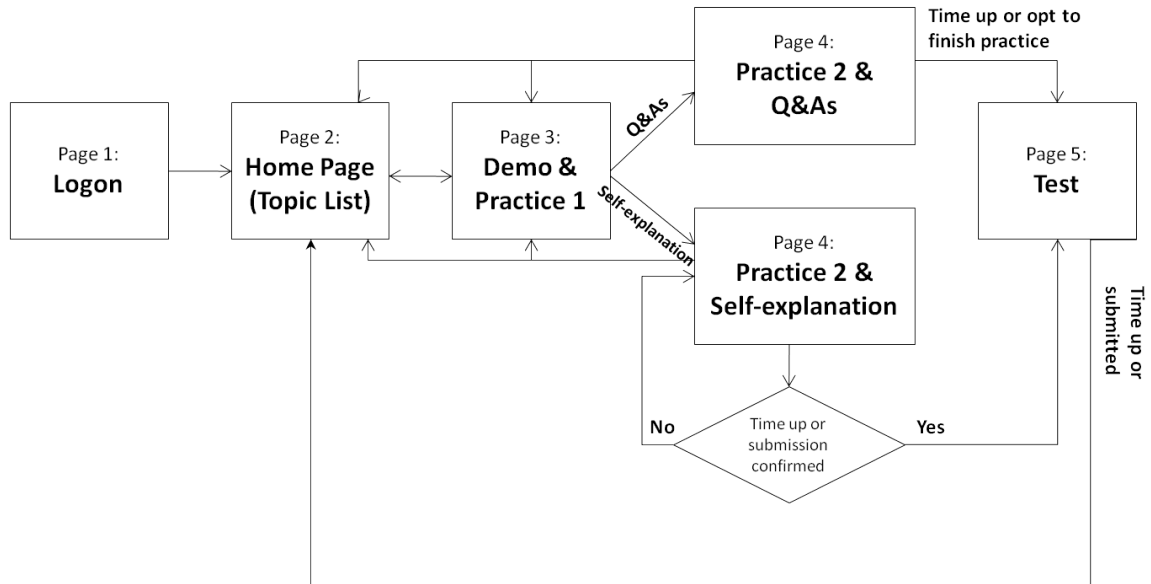 Page 1:
Logon
Page 2:
Home Page
(Topic List)
Page 3:
Demo &
Practice 1
Q&As
Self-explanation
Page 4:
Practice 2 &
Q&As
Time up or opt to
finish practice
Page 4:
Practice 2 &
Self-explanation
Time up or
submission
confirmed
No
Yes
Page 5:
Test
Time up or
submitted